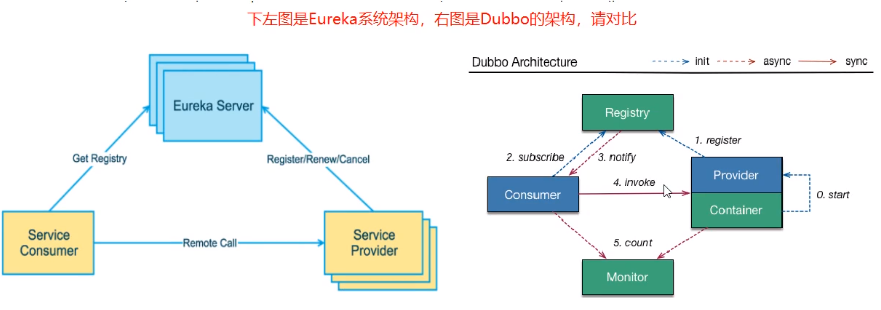 下左图是Eureka系统架构，右图是Dubbo的架构，请对比
Eureka Server
Get Registry
Register/Renew/Cancel
Service
Consumer
Remote Call
Service
Provider
Dubbo Architecture
init
async
sync
Registry
1. register
2. subscribe
3. notify
Consumer
4. invoke
Provider
Container
0. start
5. count
Monitor